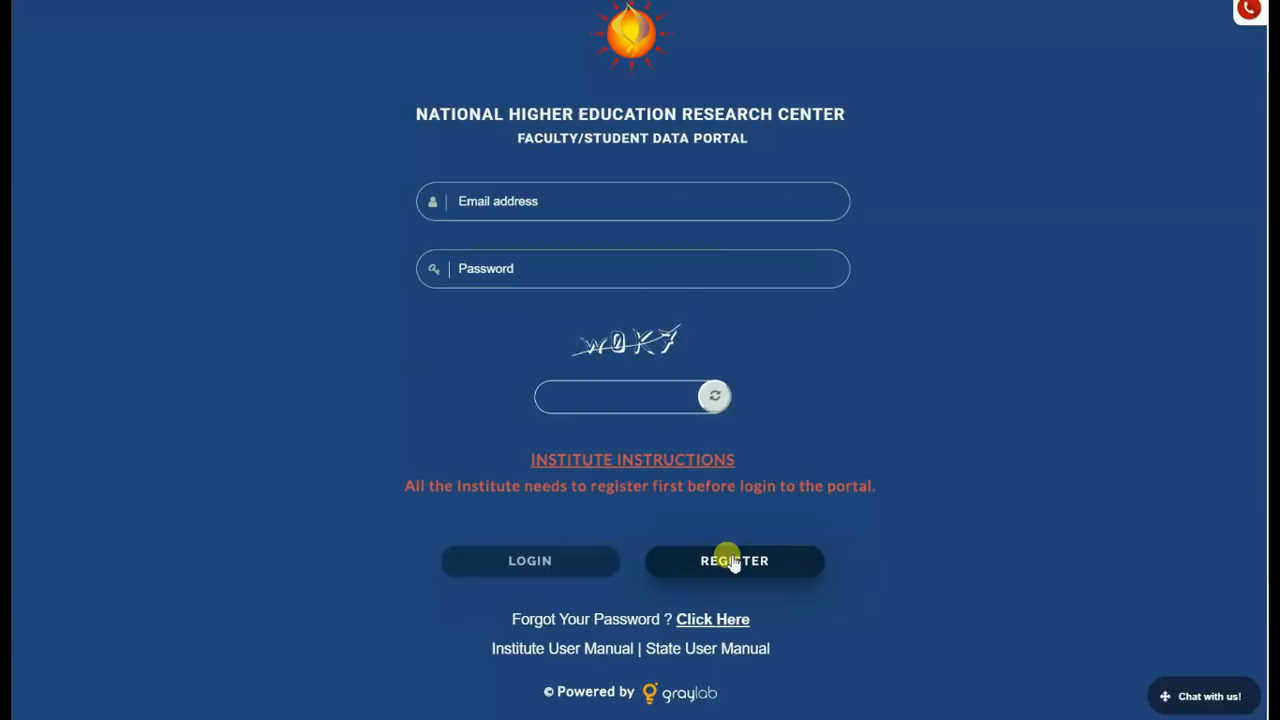 NATIONAL HIGHER EDUCATION RESEARCH CENTER
FACULTY/STUDENT DATA PORTAL
Email address
Password
w0K7
INSTITUTE INSTRUCTIONS
All the Institute needs to register first before login to the portal.
LOGIN
REGISTER
Forgot Your Password ? Click Here
Institute User Manual | State User Manual
© Powered by graylab
Chat with us!